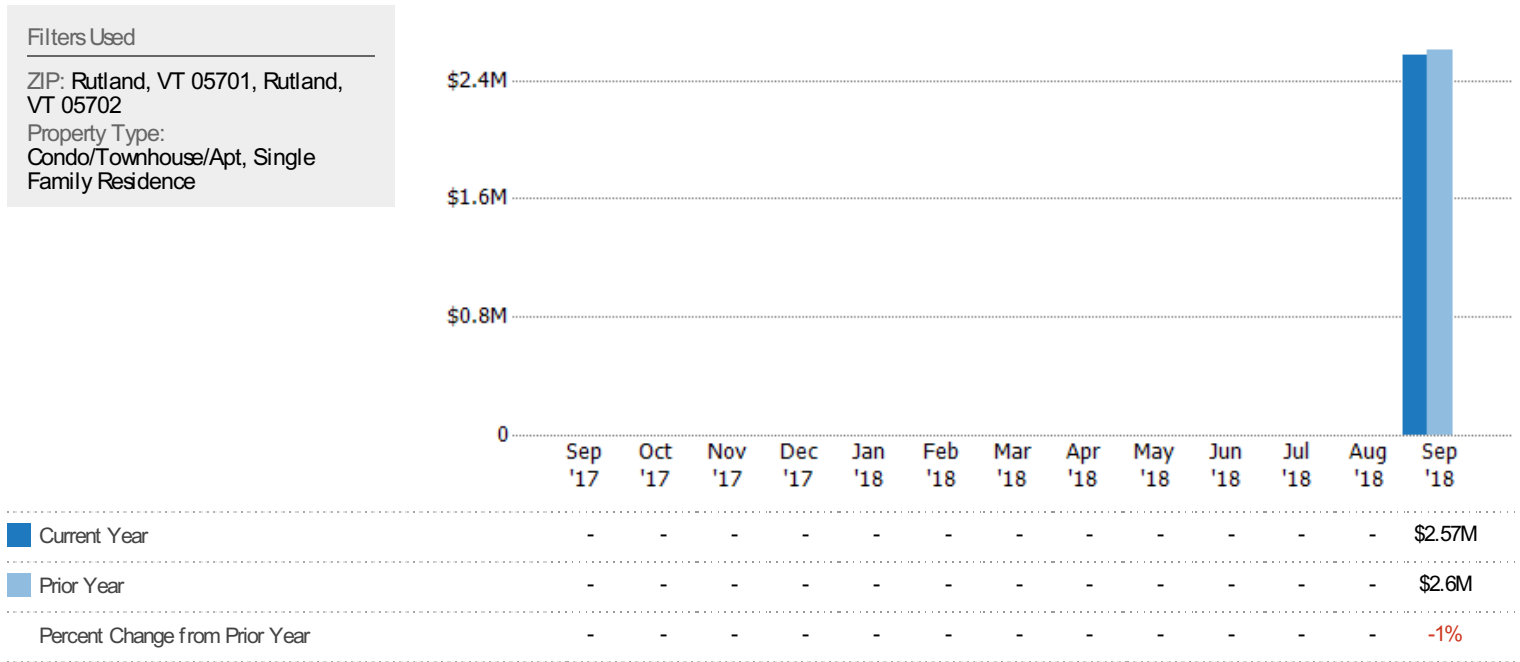 Filters Used
ZIP: Rutland, VT 05701, Rutland,
VT 05702
Property Type:
Condo/Townhouse/Apt, Single
Family Residence
$2.4M
$1.6M
$0.8M
0
Sep Oct Nov Dec Jan Feb Mar Apr May Jun Jul Aug Sep
'17 '17 '17 '17 '18 '18 '18 '18 '18 '18 '18 '18 '18
Current Year - - - - - - - - - - - - $2.57M
Prior Year - - - - - - - - - - - - $2.6M
Percent Change from Prior Year - - - - - - - - - - - - -1%